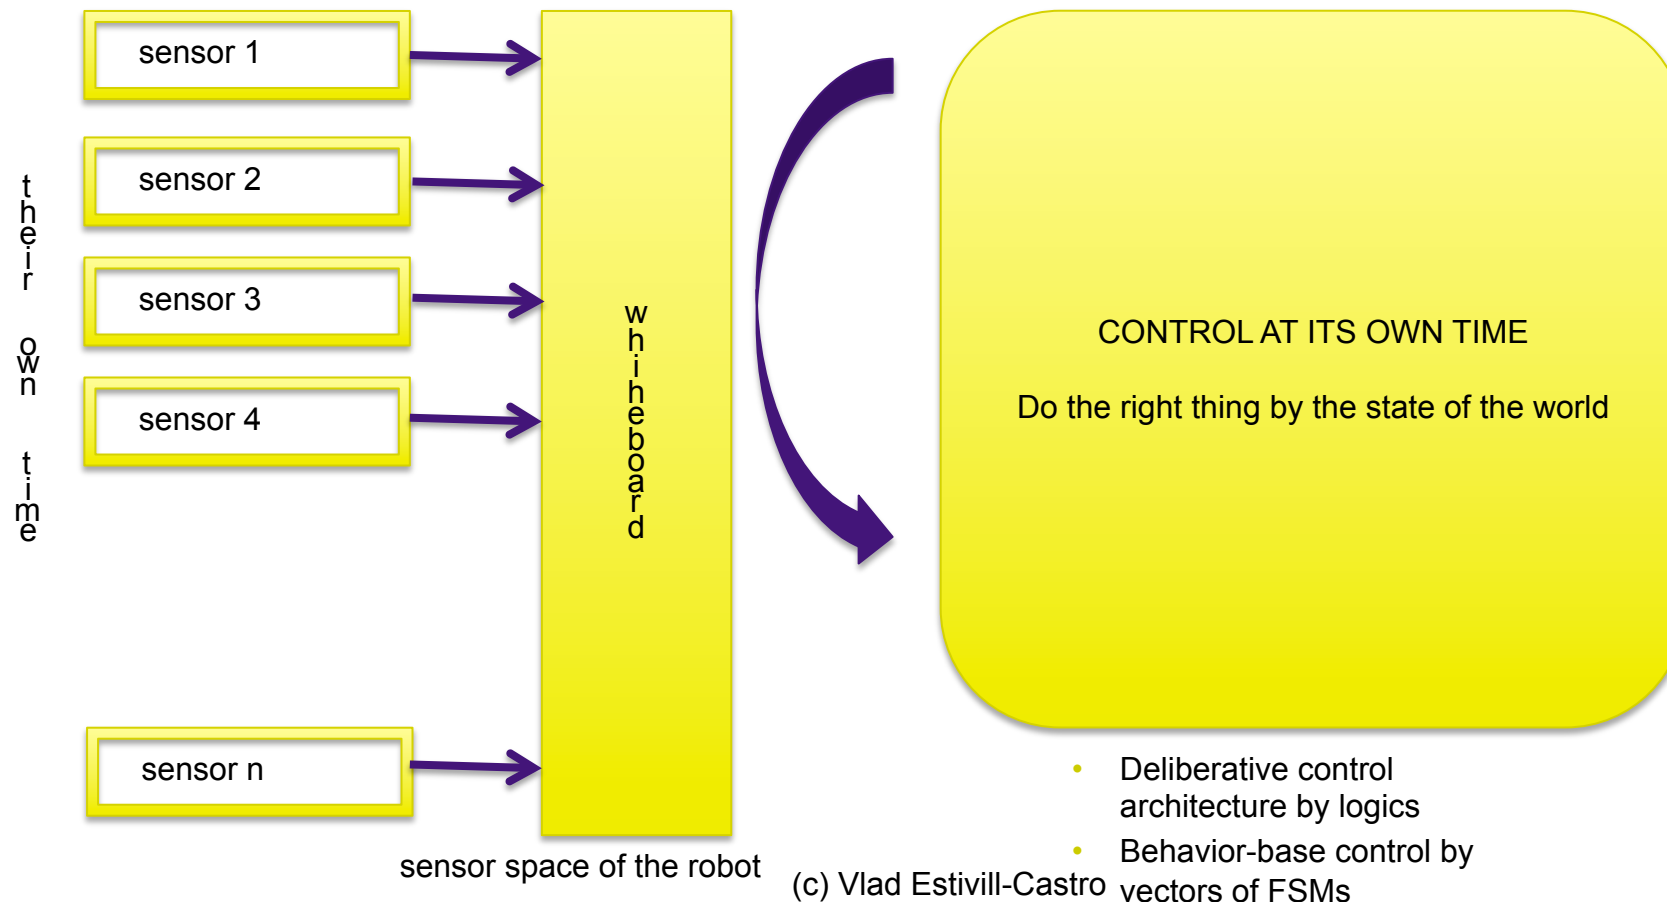 their own time
sensor 1
sensor 2
sensor 3
sensor 4
sensor n
whiheboard
sensor space of the robot
CONTROL AT ITS OWN TIME
Do the right thing by the state of the world
• Deliberative control
architecture by logics
• Behavior-base control by
vectors of FSMs
(c) Vlad Estivill-Castro